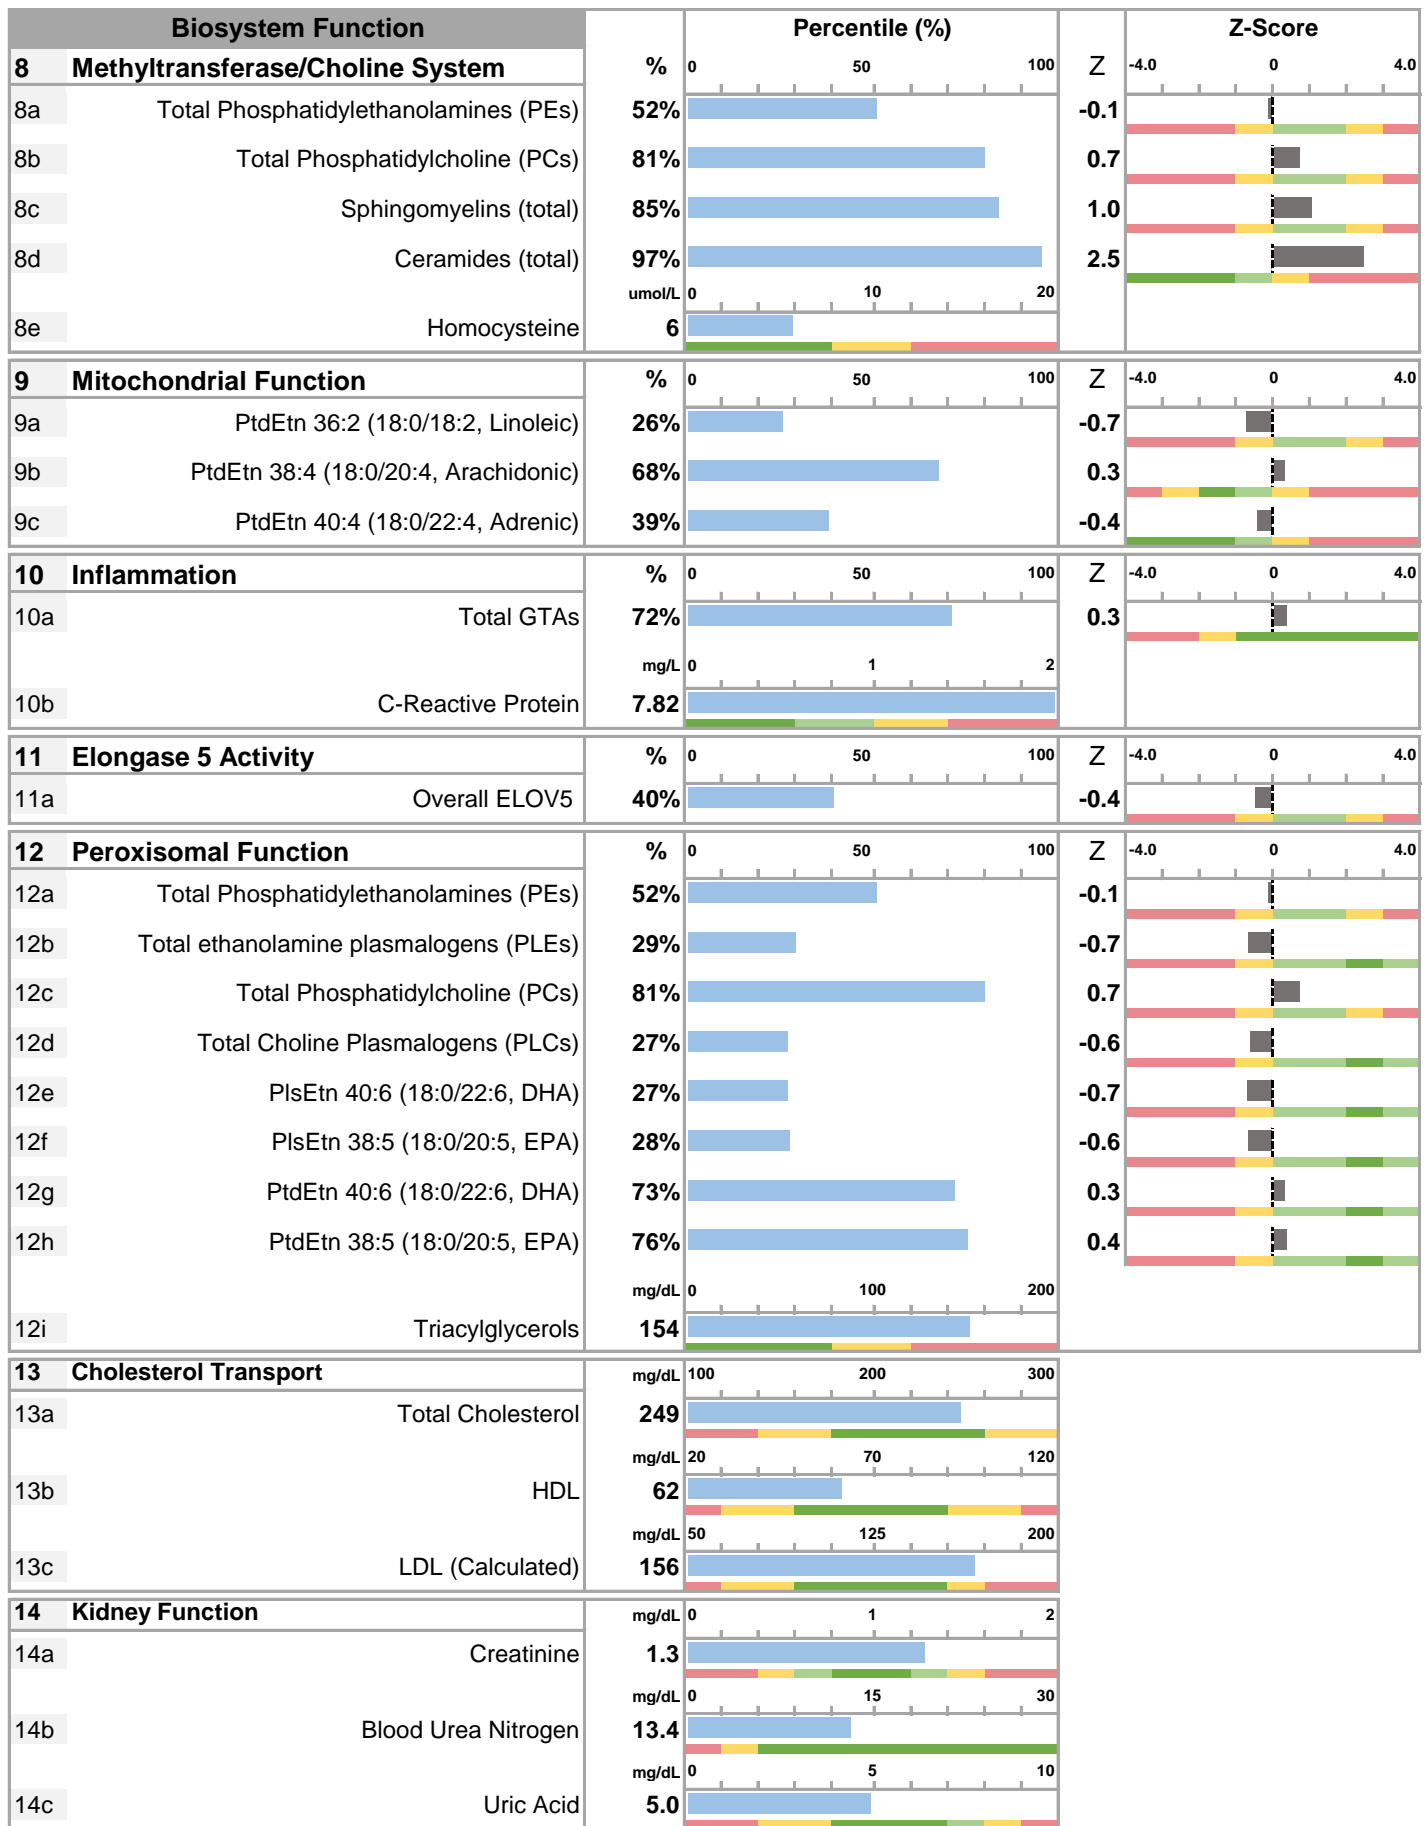 Biosystem Function Percentile (%) Z-Score
8 Methyltransferase/Choline System % 0 50 100 Z -4.0 0 4.0
8a Total Phosphatidylethanolamines (PEs) 52% -0.1
8b Total Phosphatidylcholine (PCs) 81% 0.7
8c Sphingomyelins (total) 85% 1.0
8d Ceramides (total) 97% 2.5
umol/L 0 10 20
8e Homocysteine 6
9 Mitochondrial Function % 0 50 100 Z -4.0 0 4.0
9a PtdEtn 36:2 (18:0/18:2, Linoleic) 26% -0.7
9b PtdEtn 38:4 (18:0/20:4, Arachidonic) 68% 0.3
9c PtdEtn 40:4 (18:0/22:4, Adrenic) 39% -0.4
10 Inflammation % 0 50 100 Z -4.0 0 4.0
10a Total GTAs 72% 0.3
mg/L 0 1 2
10b C-Reactive Protein 7.82
11 Elongase 5 Activity % 0 50 100 Z -4.0 0 4.0
11a Overall ELOV5 40% -0.4
12 Peroxisomal Function % 0 50 100 Z -4.0 0 4.0
12a Total Phosphatidylethanolamines (PEs) 52% -0.1
12b Total ethanolamine plasmalogens (PLEs) 29% -0.7
12c Total Phosphatidylcholine (PCs) 81% 0.7
12d Total Choline Plasmalogens (PLCs) 27% -0.6
12e PlsEtn 40:6 (18:0/22:6, DHA) 27% -0.7
12f PlsEtn 38:5 (18:0/20:5, EPA) 28% -0.6
12g PtdEtn 40:6 (18:0/22:6, DHA) 73% 0.3
12h PtdEtn 38:5 (18:0/20:5, EPA) 76% 0.4
mg/dL 0 100 200
12i Triacylglycerols 154
13 Cholesterol Transport mg/dL 100 200 300
13a Total Cholesterol 249
mg/dL 20 70 120
13b HDL 62
mg/dL 50 125 200
13c LDL (Calculated) 156
14 Kidney Function mg/dL 0 1 2
14a Creatinine 1.3
mg/dL 0 15 30
14b Blood Urea Nitrogen 13.4
mg/dL 0 5 10
14c Uric Acid 5.0